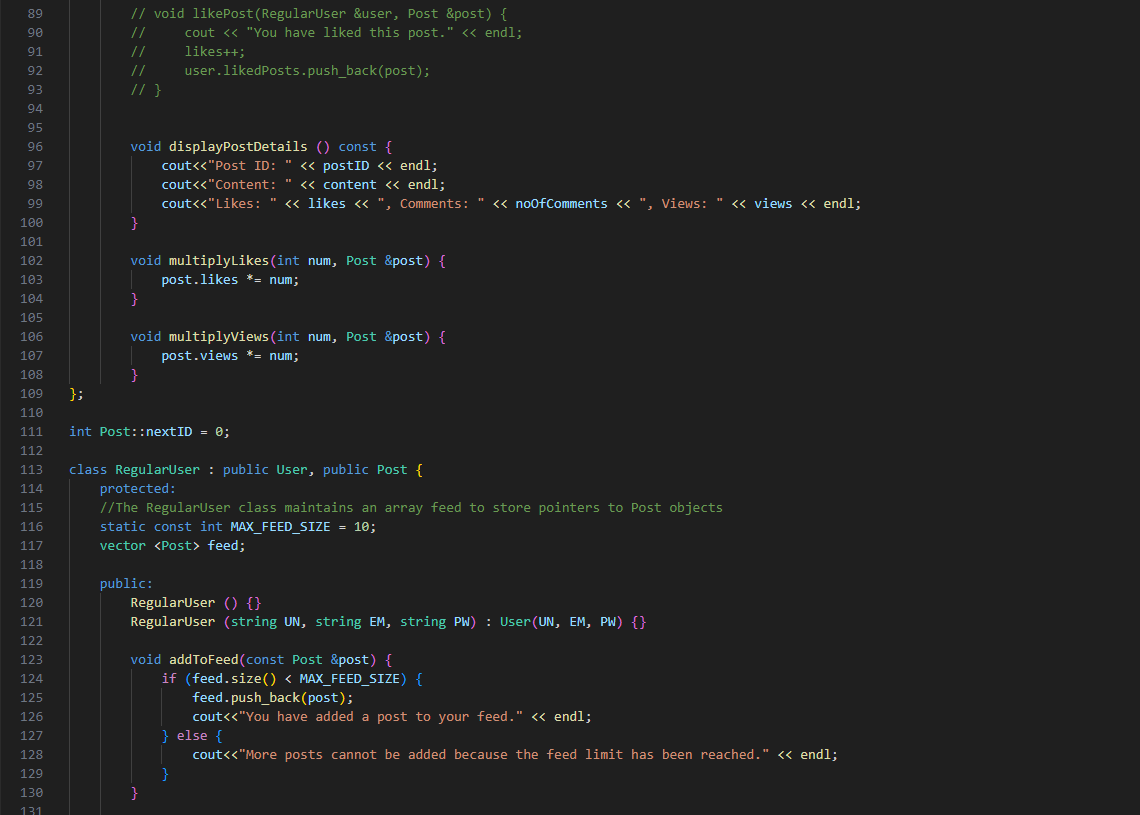 89 // void likePost(RegularUser &user, Post &post) {
90 //     cout << "You have liked this post." << endl;
91 //     likes++;
92 //     user.likedPosts.push_back(post);
93 // }
94
95
96 void displayPostDetails () const {
97     cout<<"Post ID: " << postID << endl;
98     cout<<"Content: " << content << endl;
99     cout<<"Likes: " << likes << ", Comments: " << noOfComments << ", Views: " << views << endl;
100 }
101
102 void multiplyLikes(int num, Post &post) {
103     post.likes *= num;
104 }
105
106 void multiplyViews(int num, Post &post) {
107     post.views *= num;
108 }
109 };
110
111 int Post::nextID = 0;
112
113 class RegularUser : public User, public Post {
114     protected:
115     //The RegularUser class maintains an array feed to store pointers to Post objects
116     static const int MAX_FEED_SIZE = 10;
117     vector <Post> feed;
118
119     public:
120         RegularUser () {}
121         RegularUser (string UN, string EM, string PW) : User(UN, EM, PW) {}
122
123         void addToFeed(const Post &post) {
124             if (feed.size() < MAX_FEED_SIZE) {
125                 feed.push_back(post);
126                 cout<<"You have added a post to your feed." << endl;
127             } else {
128                 cout<<"More posts cannot be added because the feed limit has been reached." << endl;
129             }
130         }
131